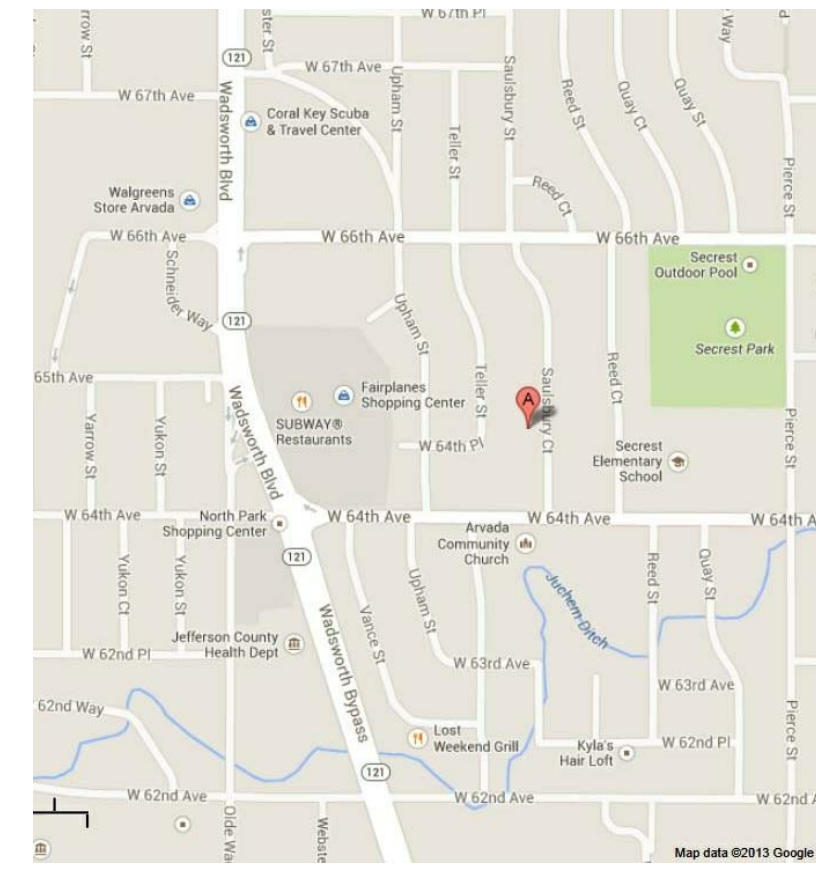 W 67th Pl
Way
121
W 67th Ave
W 67th Ave
Wadsworth Blvd
Coral Key Scuba
& Travel Center
Upham St
Teller St
Saulsbury St
Reed St
Quay Ct
Quay St
Pierce St
Walgreens
Store Arvada
Reed Ct
W 66th Ave
W 66th Ave
W 66th Ave
Schneider Way
Secrest
Outdoor Pool
Secrest Park
121
Upham St
65th Ave
Fairplanes
Shopping Center
SUBWAY®
Restaurants
Teller St
A
Saulsbury Ct
Reed Ct
Pierce St
Yarrow St
Yukon St
Wadsworth Blvd
W 64th Pl
Secrest
Elementary
School
W 64th Ave
North Park
Shopping Center
W 64th Ave
W 64th Ave
W 64th A
Arvada
Community
Church
121
Yukon Ct
Yukon St
Vance St
Upham St
Juchem Ditch
Reed St
Quay St
Jefferson County
Health Dept
W 62nd Pl
Wadsworth Bypass
W 63rd Ave
W 63rd Ave
62nd Way
Lost
Weekend Grill
Kyla's
Hair Loft
W 62nd Pl
Pierce St
121
W 62nd Ave
W 62nd Ave
W 62nd A
Olde Wa
Webste
Map data ©2013 Google